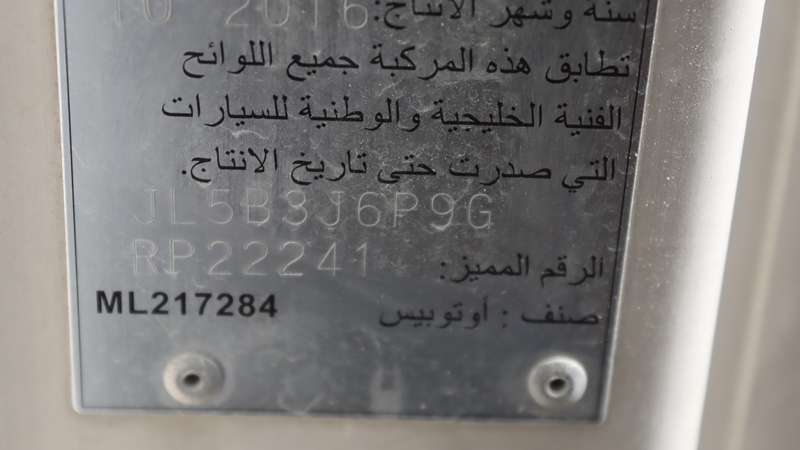 سنة وشهر الانتاج: 10 2016
تطابق هذه المركبة جميع اللوائح
الفنية الخليجية والوطنية للسيارات
التي صدرت حتى تاريخ الانتاج.
JL5B3J6P9G
الرقم المميز: RP22241
صنف : أوتوبيس ML217284